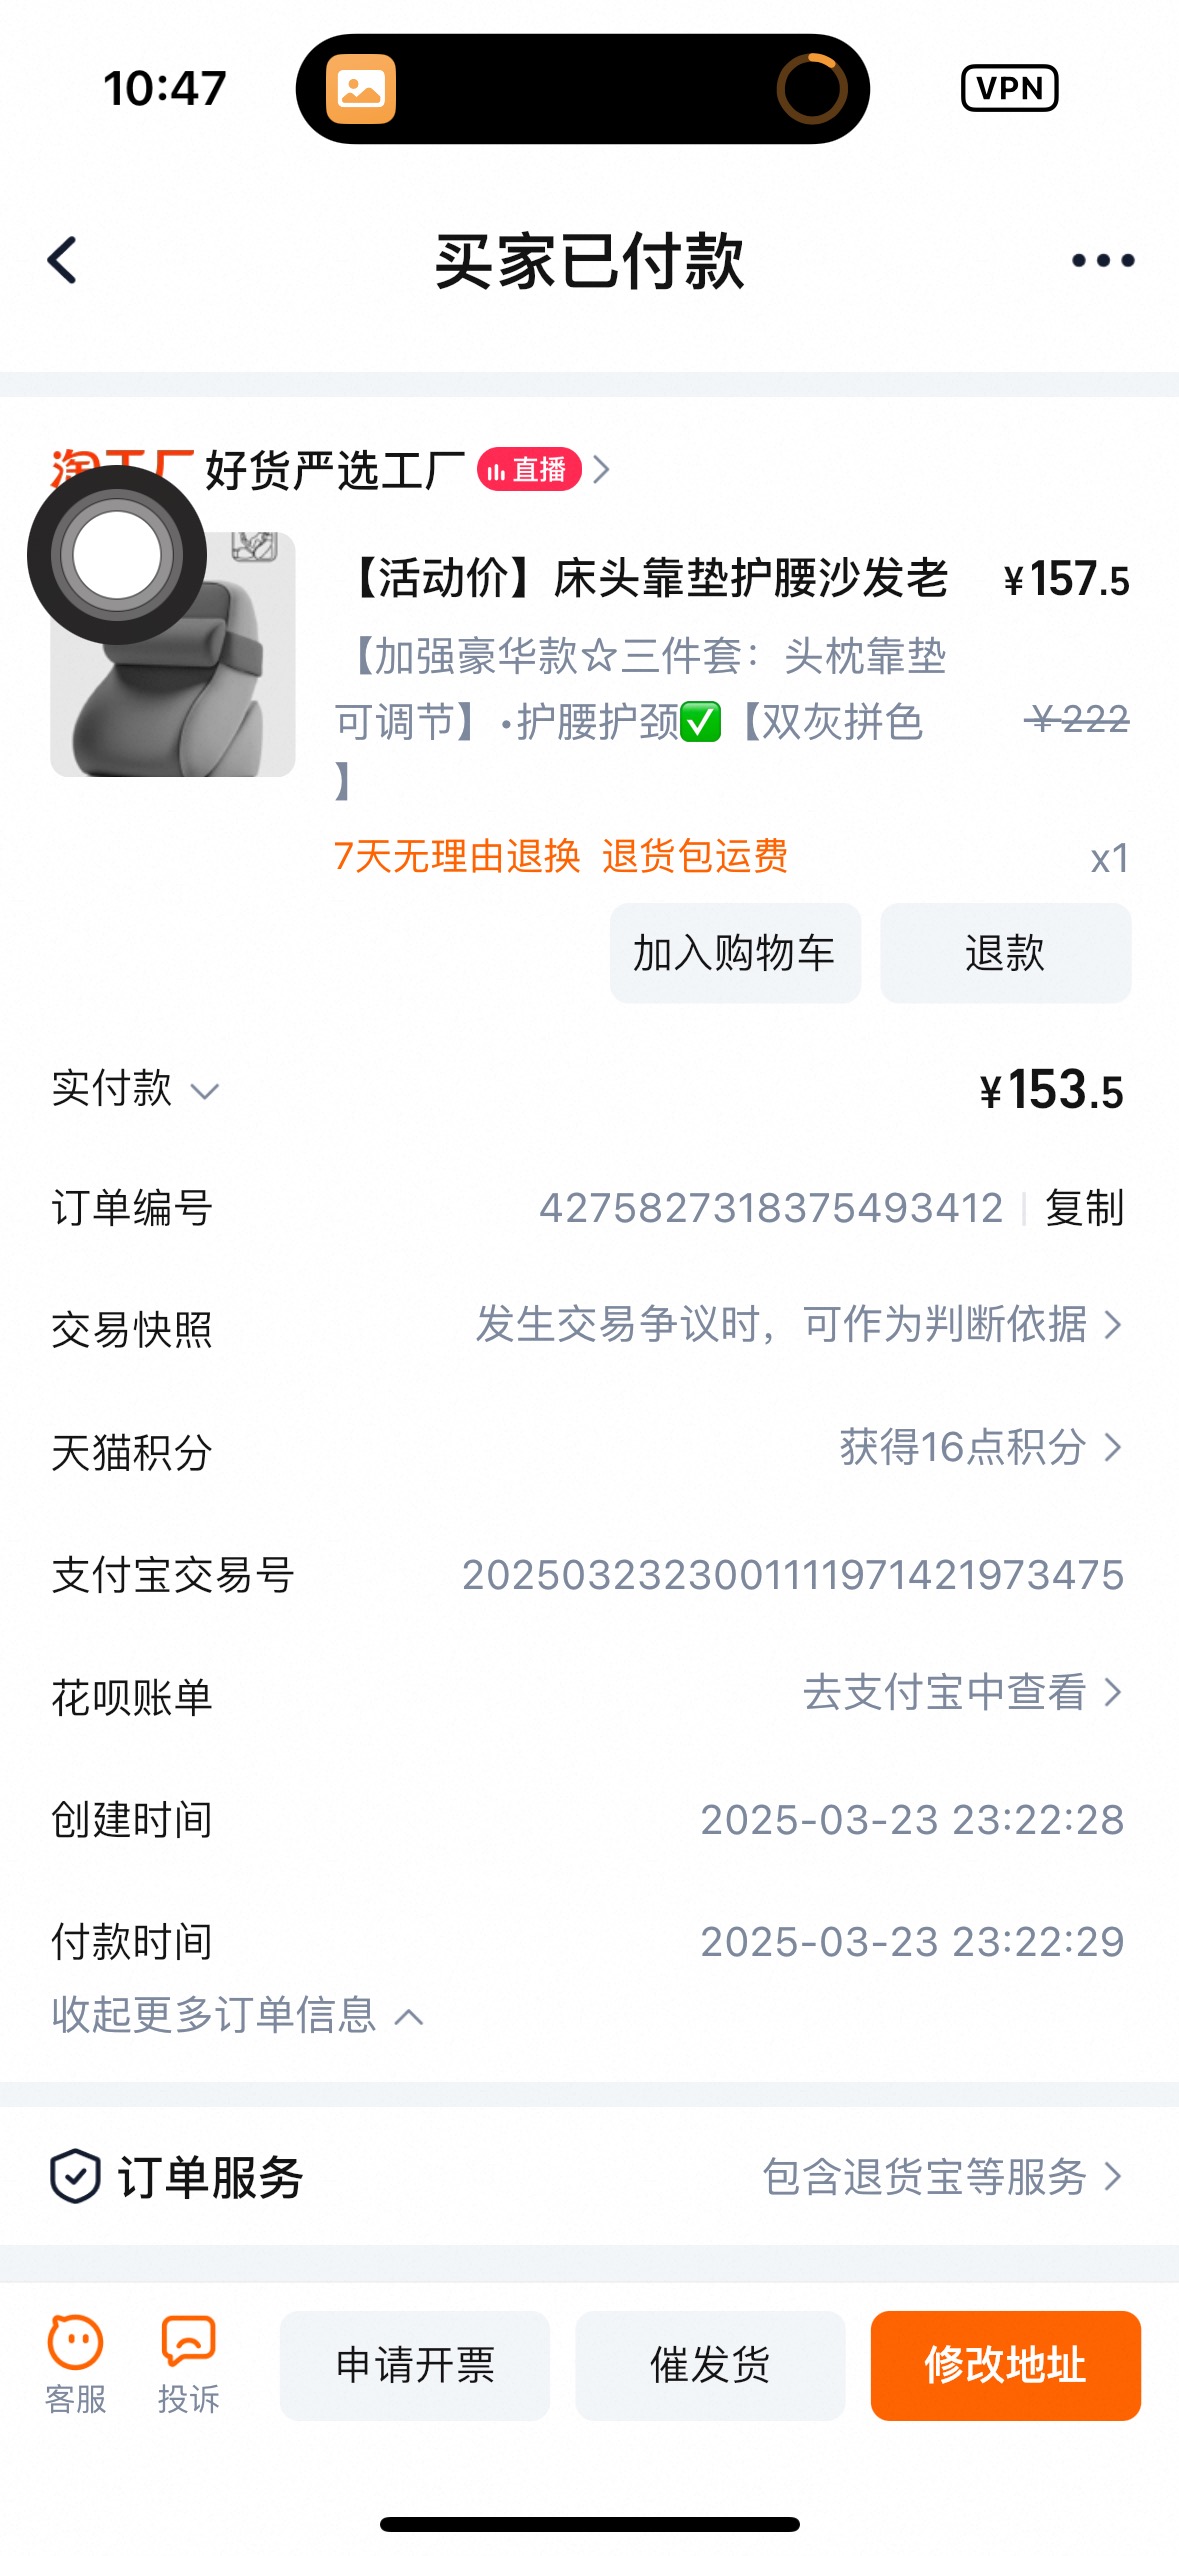 10:47
VPN
买家已付款
好货严选工厂 直播
【活动价】床头靠垫护腰沙发老 ¥157.5
【加强豪华款☆三件套：头枕靠垫
可调节】•护腰护颈✅【双灰拼色 ¥222
】
7天无理由退换 退货包运费 x1
加入购物车 退款
实付款 ¥153.5
订单编号 4275827318375493412 复制
交易快照 发生交易争议时，可作为判断依据
天猫积分 获得16点积分
支付宝交易号 2025032323001111971421973475
花呗账单 去支付宝中查看
创建时间 2025-03-23 23:22:28
付款时间 2025-03-23 23:22:29
收起更多订单信息
订单服务 包含退货宝等服务
客服 投诉 申请开票 催发货 修改地址